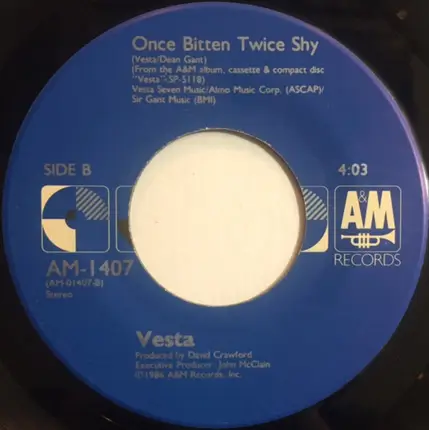 Once Bitten Twice Shy
(Vesta/Dean Gant)
(From the A&M album, cassette & compact disc
"Vesta"-SP-5118)
Vesta Seven Music/Almo Music Corp. (ASCAP)/
Sir Gant Music (BMI)
SIDE B
4:03
A&M
RECORDS
AM-1407
(AM-01407-B)
Stereo
Vesta
Produced by David Crawford
Executive Producer: John McClain
©1986 A&M Records, Inc.